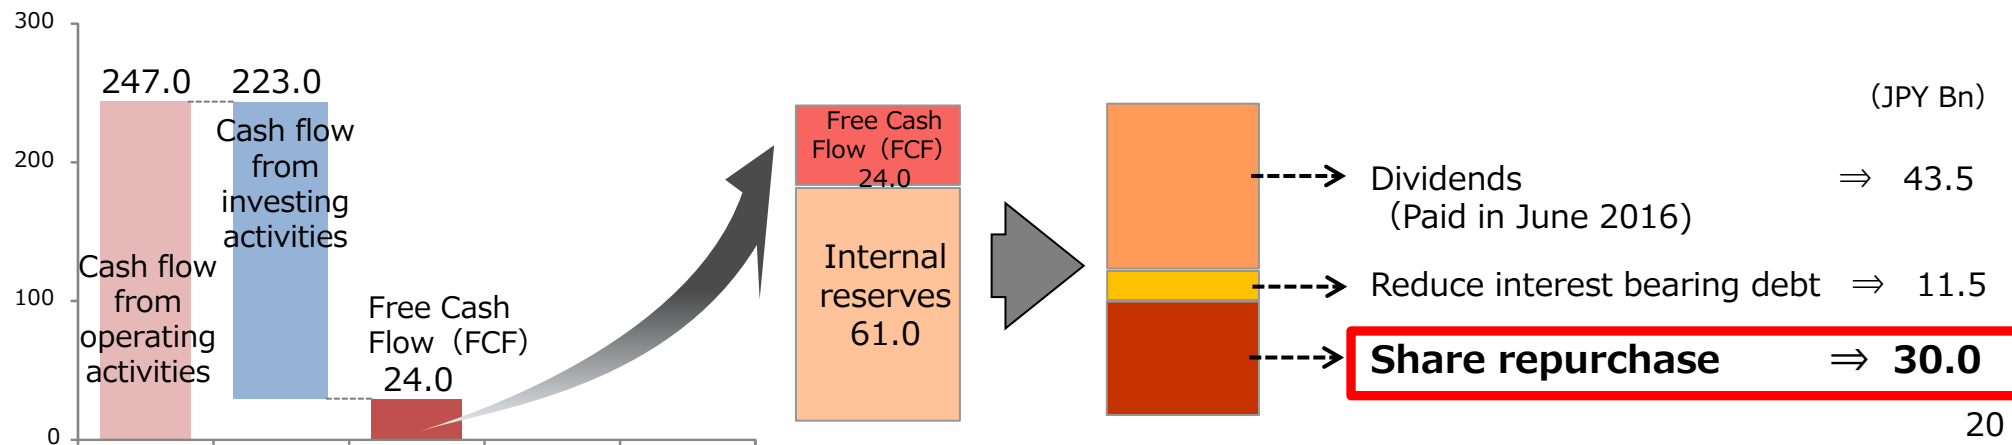 300
200
100
0
247.0
Cash flow
from
operating
activities
223.0
Cash flow
from
investing
activities
Free Cash
Flow（FCF）
24.0
Free Cash
Flow（FCF）
24.0
Internal
reserves
61.0
（JPY Bn）
Dividends ⇒ 43.5
（Paid in June 2016)
Reduce interest bearing debt ⇒ 11.5
Share repurchase ⇒ 30.0
20